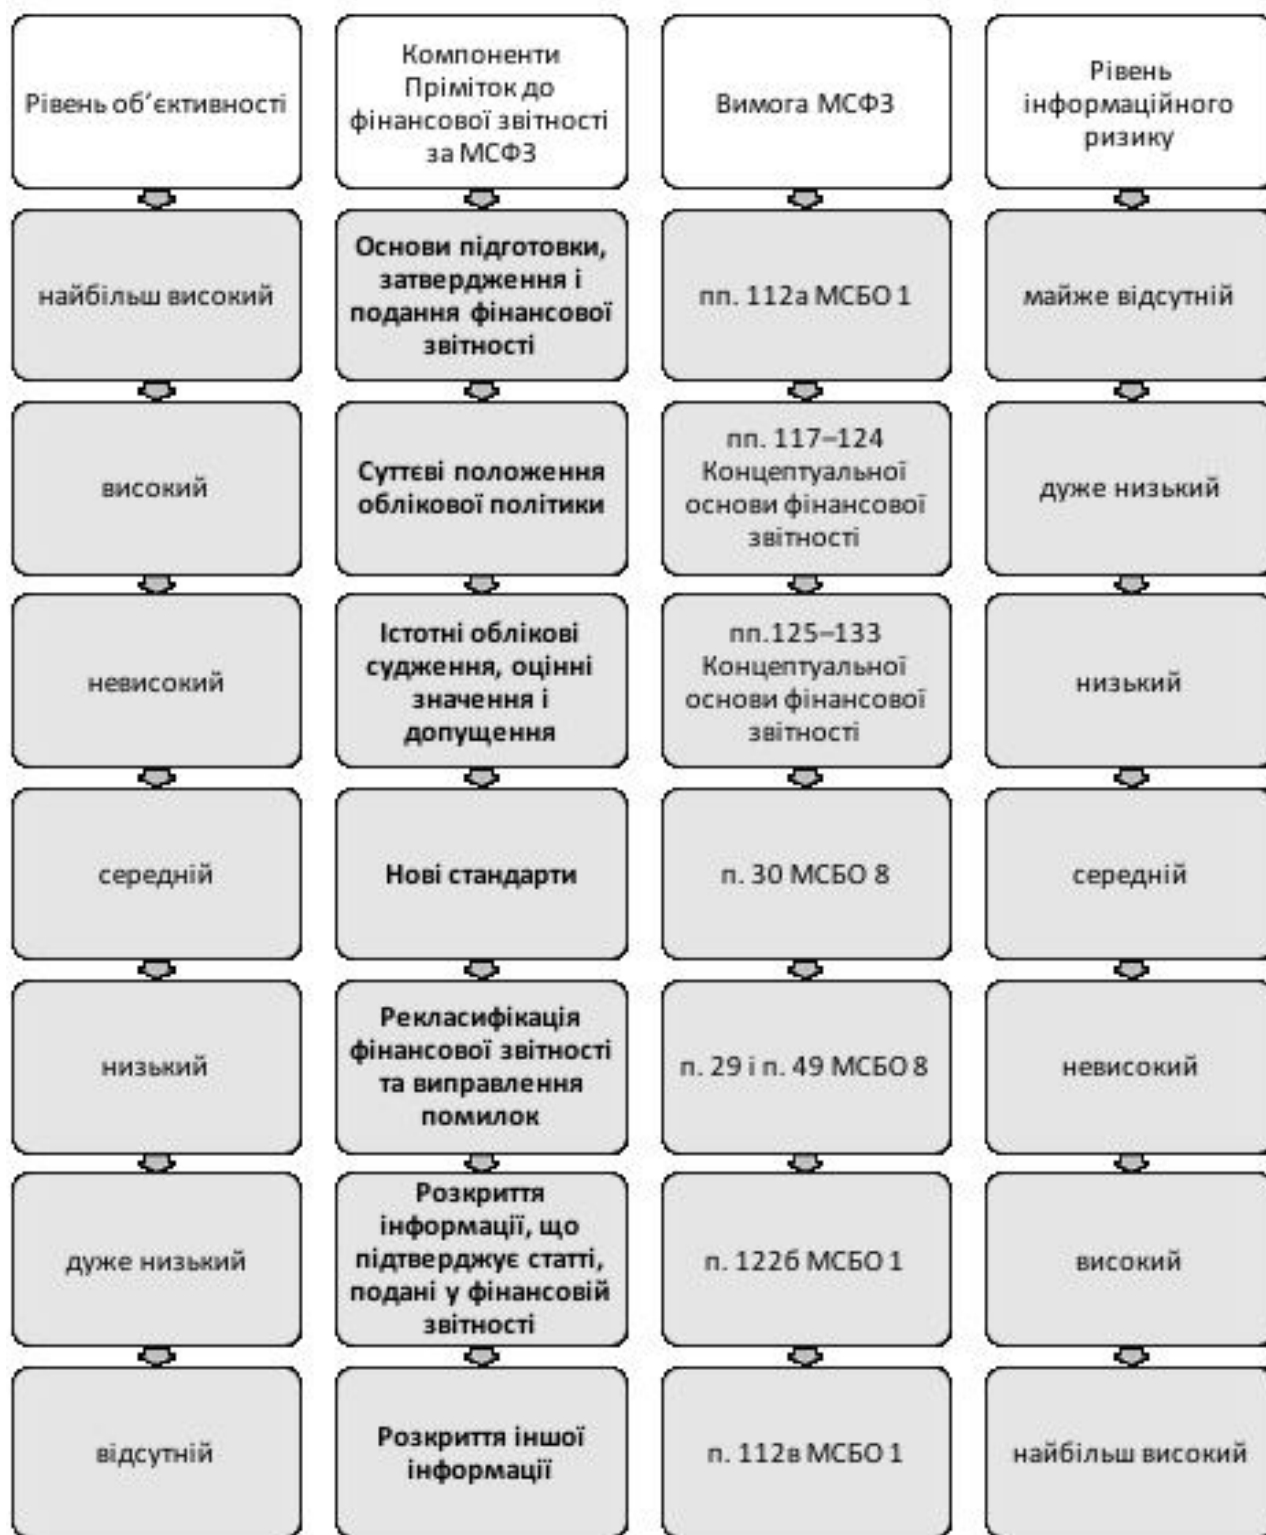 Рівень об’єктивності
Компоненти
Приміток до
фінансової звітності
за МСФЗ
Вимога МСФЗ
Рівень
інформаційного
ризику
найбільш високий
Основи підготовки,
затвердження і
подання фінансової
звітності
пп. 112а МСБО 1
майже відсутній
високий
Суттєві положення
облікової політики
пп. 117–124
Концептуальної
основи фінансової
звітності
дуже низький
невисокий
Істотні облікові
судження, оцінні
значення і
допущення
пп.125–133
Концептуальної
основи фінансової
звітності
низький
середній
Нові стандарти
п. 30 МСБО 8
середній
низький
Рекласифікація
фінансової звітності
та виправлення
помилок
п. 29 і п. 49 МСБО 8
невисокий
дуже низький
Розкриття
інформації, що
підтверджує статті,
подані у фінансовій
звітності
п. 122б МСБО 1
високий
відсутній
Розкриття іншої
інформації
п. 112в МСБО 1
найбільш високий